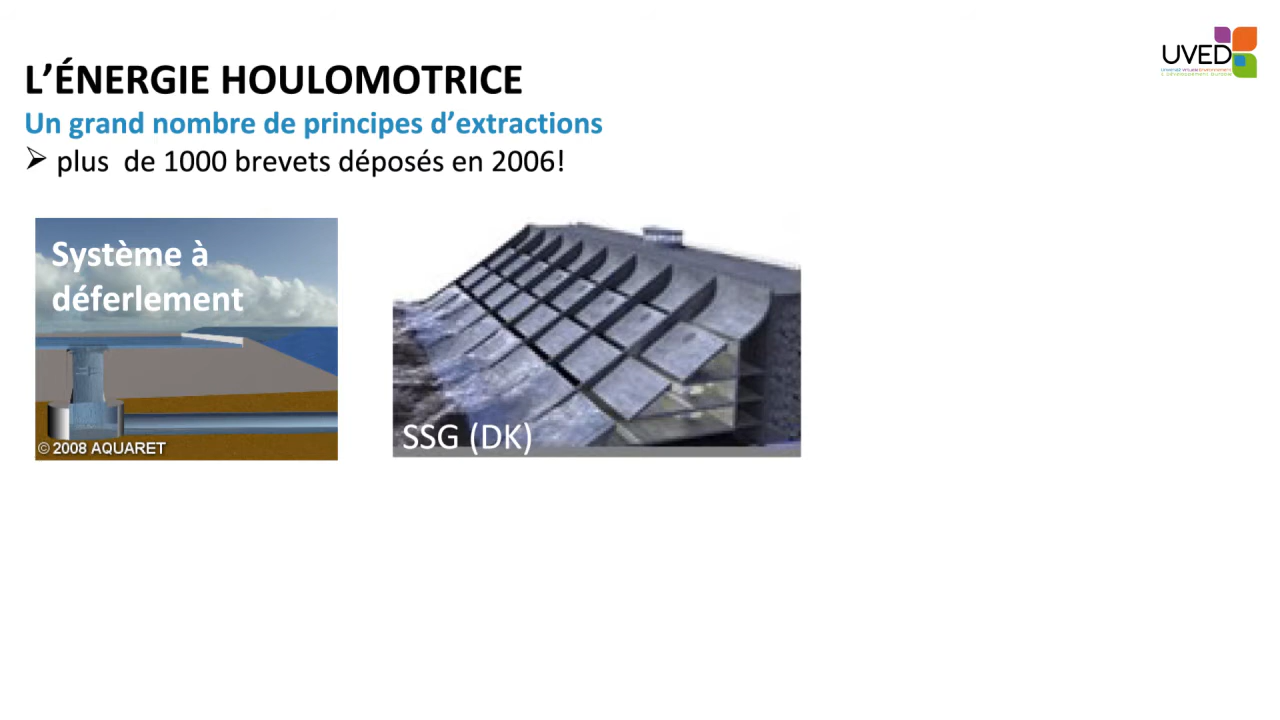 UVED
L'ÉNERGIE HOULOMOTRICE
Un grand nombre de principes d'extractions
➢ plus de 1000 brevets déposés en 2006!
Système à
déferlement
© 2008 AQUARET
SSG (DK)